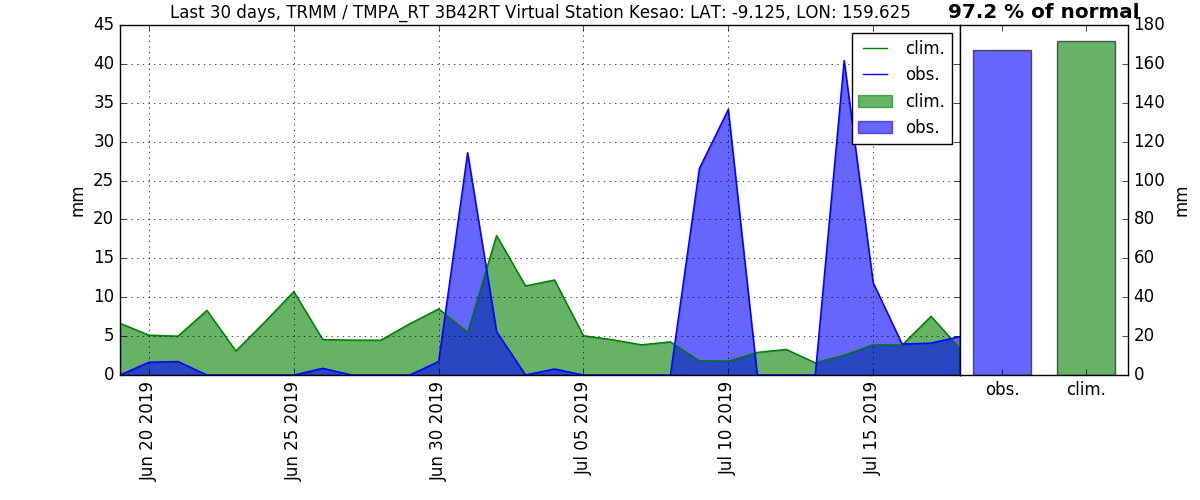 Last 30 days, TRMM / TMPA_RT 3B42RT Virtual Station Kesao: LAT: -9.125, LON: 159.625
97.2 % of normal
45
40
35
30
25
20
15
10
5
0
mm
clim.
obs.
clim.
obs.
180
160
140
120
100
80
60
40
20
0
mm
Jun 20 2019
Jun 25 2019
Jun 30 2019
Jul 05 2019
Jul 10 2019
Jul 15 2019
obs.
clim.